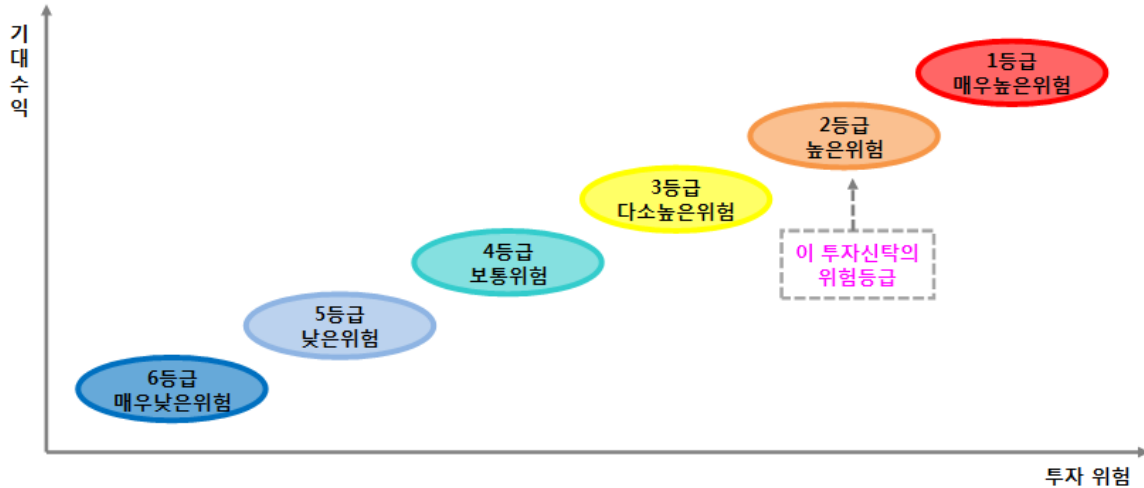 기
대
수
익
1등급
매우높은위험
2등급
높은위험
3등급
다소높은위험
이 투자신탁의
위험등급
4등급
보통위험
5등급
낮은위험
6등급
매우낮은위험
투자 위험